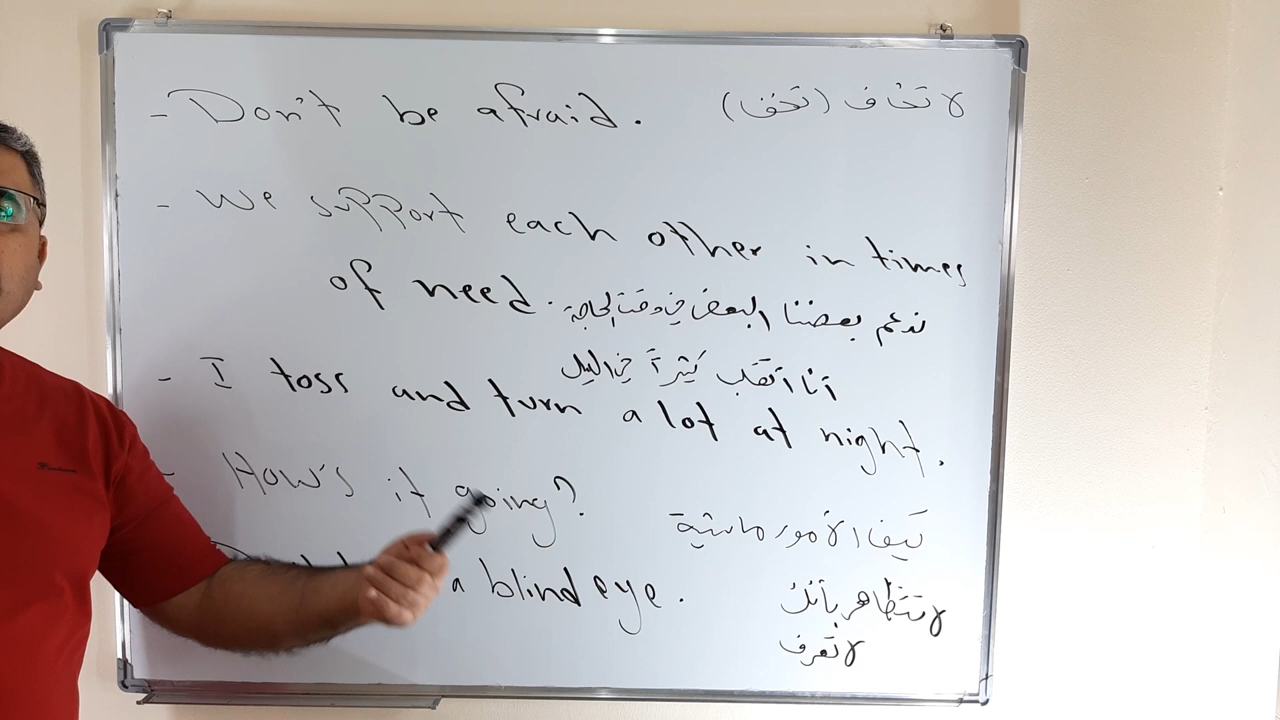 - Don't be afraid. لا تخاف (تخف)
- We support each other in times
of need. ندعم بعضنا البعض في وقت الحاجة
أنا أتقلب كثيراً في الليل
- I toss and turn a lot at night.
- How's it going? كيف الأمور ماشية
a blind eye. لا تتظاهر بأنك
لا تعرف